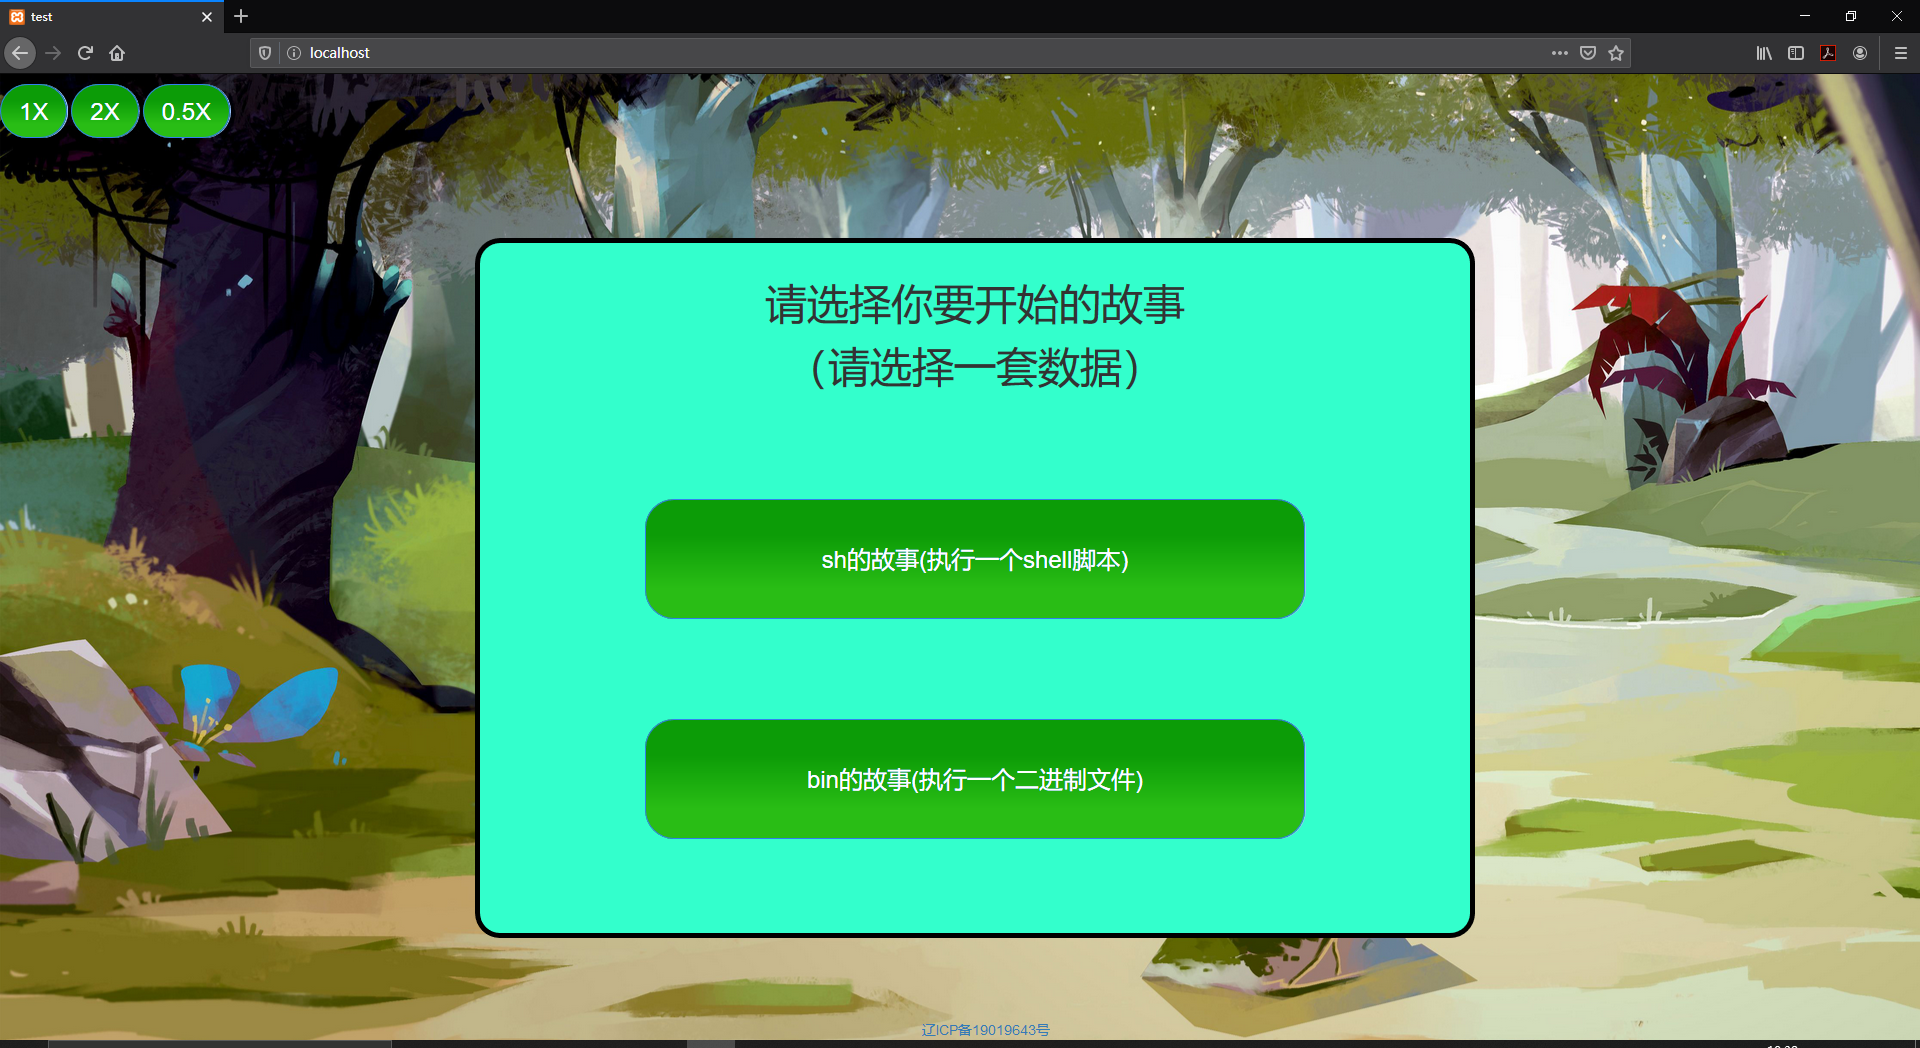 test
localhost
1X 2X 0.5X
请选择你要开始的故事
（请选择一套数据）
sh的故事(执行一个shell脚本)
bin的故事(执行一个二进制文件)
辽ICP备19019643号